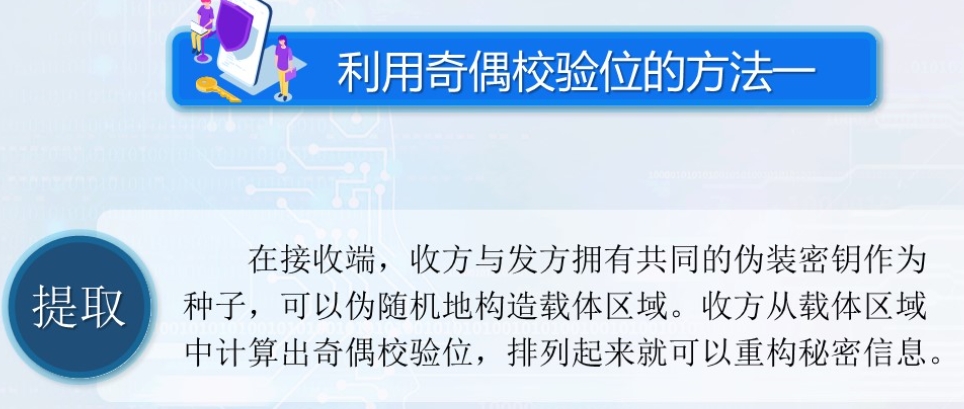 利用奇偶校验位的方法一
提取
在接收端，收方与发方拥有共同的伪装密钥作为
种子，可以伪随机地构造载体区域。收方从载体区域
中计算出奇偶校验位，排列起来就可以重构秘密信息。